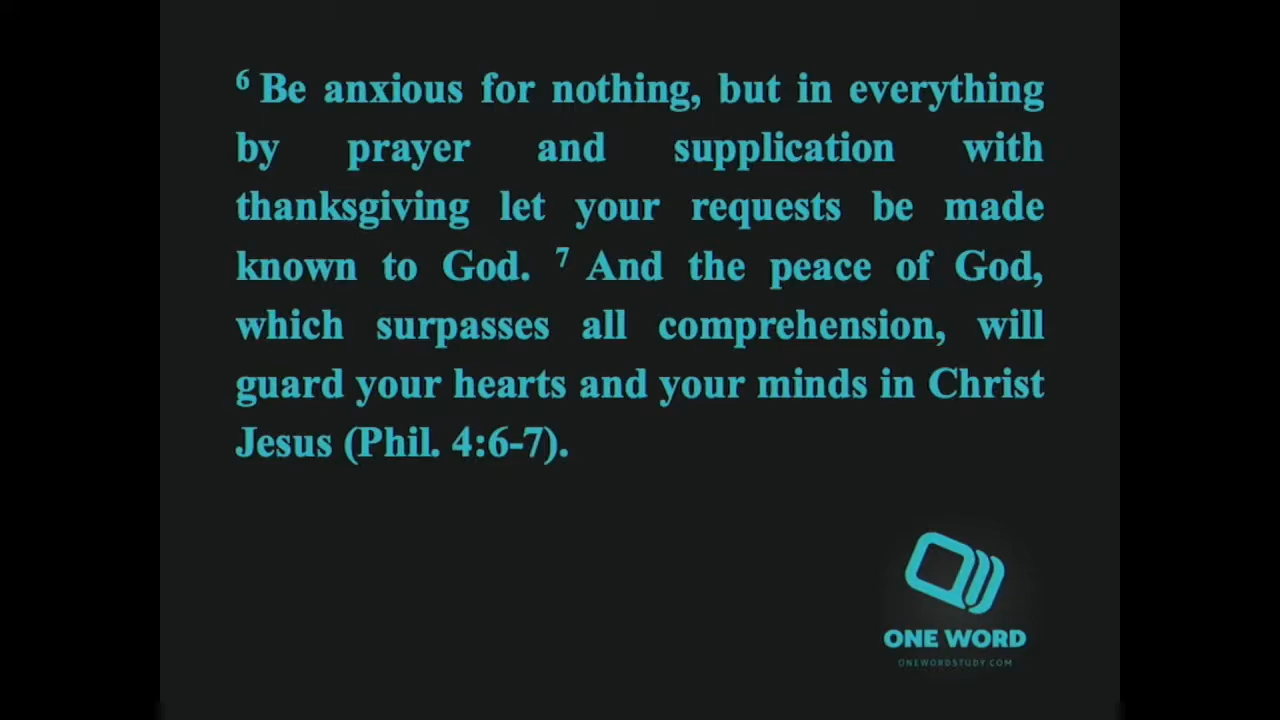 ⁶ Be anxious for nothing, but in everything
by prayer and supplication with
thanksgiving let your requests be made
known to God. ⁷ And the peace of God,
which surpasses all comprehension, will
guard your hearts and your minds in Christ
Jesus (Phil. 4:6-7).
ONE WORD
ONEWORDSTUDY.COM